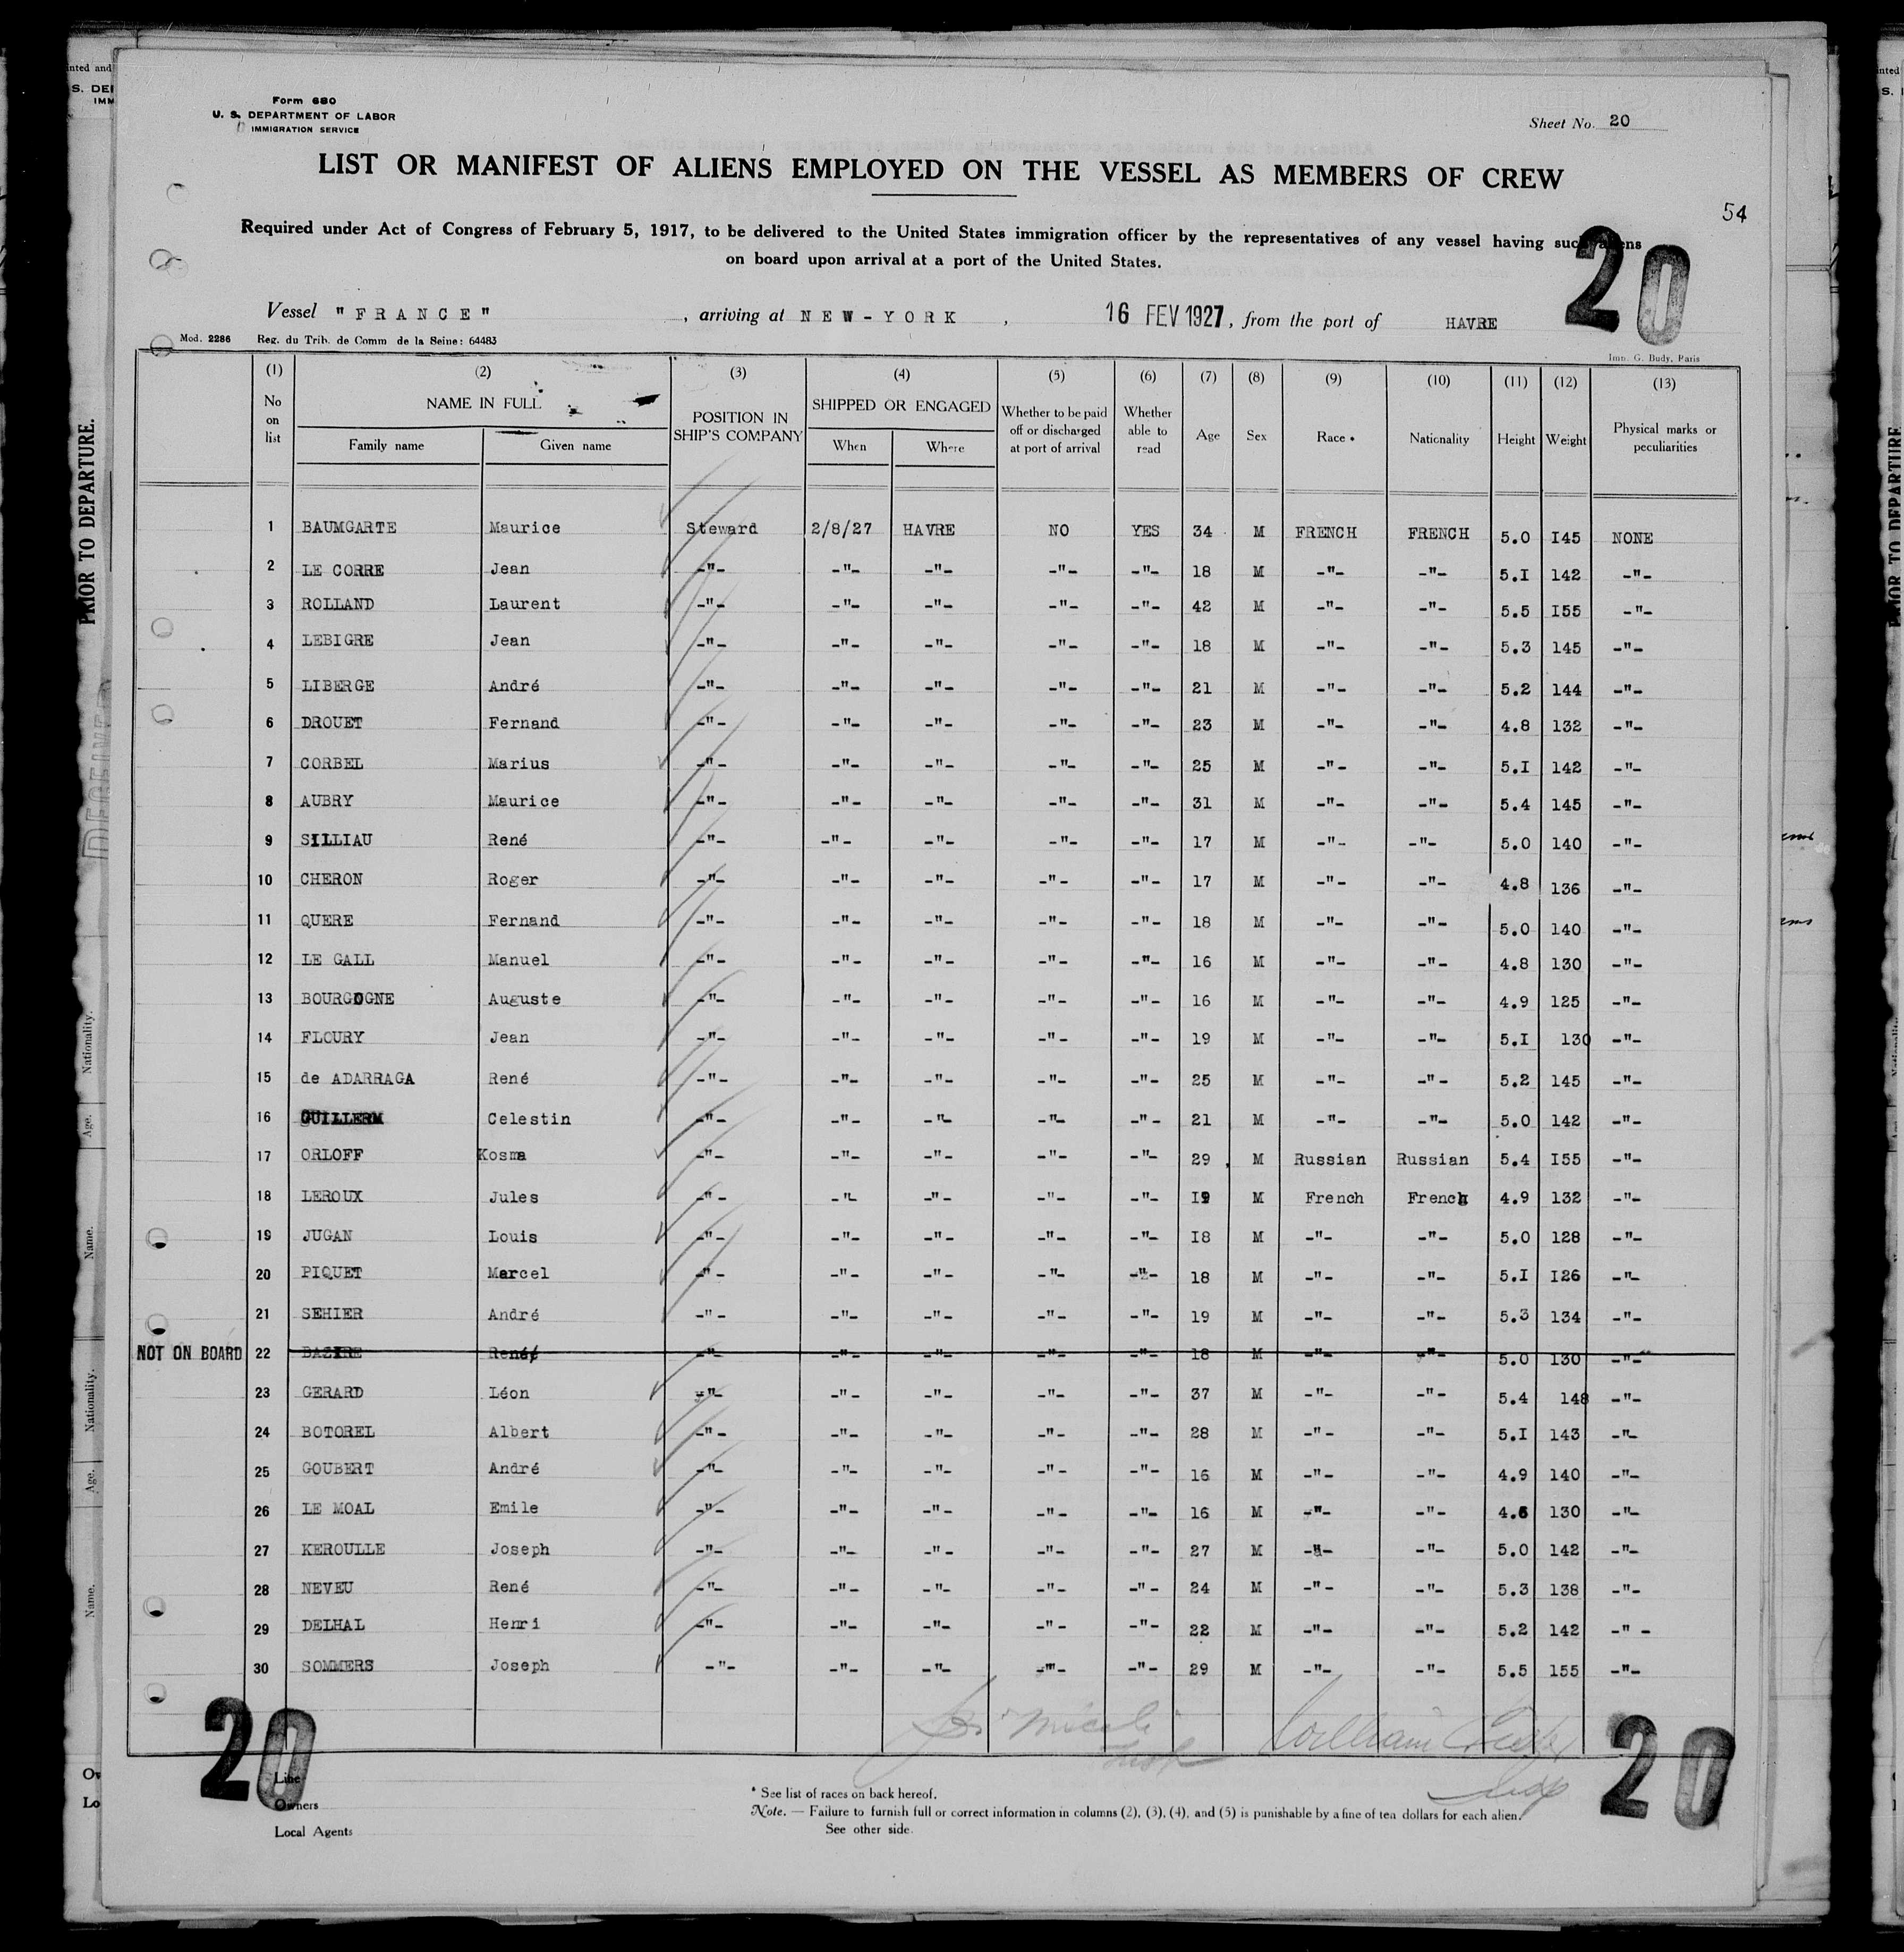 Form 680
U. S. DEPARTMENT OF LABOR
IMMIGRATION SERVICE
Sheet No. 20
LIST OR MANIFEST OF ALIENS EMPLOYED ON THE VESSEL AS MEMBERS OF CREW
54
Required under Act of Congress of February 5, 1917, to be delivered to the United States immigration officer by the representatives of any vessel having such aliens
on board upon arrival at a port of the United States.
20
Vessel "FRANCE", arriving at NEW-YORK, 16 FEV 1927, from the port of HAVRE
Mod. 2286 Reg. du Trib. de Comm de la Seine: 64483
Imp. G. Budy, Paris
(1) (2) (3) (4) (5) (6) (7) (8) (9) (10) (11) (12) (13)
No on list NAME IN FULL Family name Given name POSITION IN SHIP'S COMPANY SHIPPED OR ENGAGED When Where Whether to be paid off or discharged at port of arrival Whether able to read Age Sex Race * Nationality Height Weight Physical marks or peculiarities
1 BAUMGARTE Maurice Steward 2/8/27 HAVRE NO YES 34 M FRENCH FRENCH 5.0 I45 NONE
2 LE CORRE Jean -"- -"- -"- -"- -"- 18 M -"- -"- 5.I 142 -"-
3 ROLLAND Laurent -"- -"- -"- -"- -"- 42 M -"- -"- 5.5 I55 -"-
4 LEBIGRE Jean -"- -"- -"- -"- -"- 18 M -"- -"- 5.3 145 -"-
5 LIBERGE André -"- -"- -"- -"- -"- 21 M -"- -"- 5.2 144 -"-
6 DROUET Fernand -"- -"- -"- -"- -"- 23 M -"- -"- 4.8 132 -"-
7 CORBEL Marius -"- -"- -"- -"- -"- 25 M -"- -"- 5.I 142 -"-
8 AUBRY Maurice -"- -"- -"- -"- -"- 31 M -"- -"- 5.4 145 -"-
9 SILLIAU René -"- -"- -"- -"- -"- 17 M -"- -"- 5.0 140 -"-
10 CHERON Roger -"- -"- -"- -"- -"- 17 M -"- -"- 4.8 136 -"-
11 QUERE Fernand -"- -"- -"- -"- -"- 18 M -"- -"- 5.0 140 -"-
12 LE GALL Manuel -"- -"- -"- -"- -"- 16 M -"- -"- 4.8 130 -"-
13 BOURGOGNE Auguste -"- -"- -"- -"- -"- 16 M -"- -"- 4.9 125 -"-
14 FLOURY Jean -"- -"- -"- -"- -"- 19 M -"- -"- 5.I 130 -"-
15 de ADARRAGA René -"- -"- -"- -"- -"- 25 M -"- -"- 5.2 145 -"-
16 GUILLERM Celestin -"- -"- -"- -"- -"- 21 M -"- -"- 5.0 142 -"-
17 ORLOFF Kosma -"- -"- -"- -"- -"- 29 M Russian Russian 5.4 I55 -"-
18 LEROUX Jules -"- -"- -"- -"- -"- I9 M French French 4.9 132 -"-
19 JUGAN Louis -"- -"- -"- -"- -"- I8 M -"- -"- 5.0 128 -"-
20 PIQUET Marcel -"- -"- -"- -"- -"- 18 M -"- -"- 5.I I26 -"-
21 SEHIER André -"- -"- -"- -"- -"- 19 M -"- -"- 5.3 134 -"-
NOT ON BOARD 22 BAZIRE René -"- -"- -"- -"- -"- 18 M -"- -"- 5.0 130 -"-
23 GERARD Léon -"- -"- -"- -"- -"- 37 M -"- -"- 5.4 148 -"-
24 BOTOREL Albert -"- -"- -"- -"- -"- 28 M -"- -"- 5.I 143 -"-
25 GOUBERT André -"- -"- -"- -"- -"- 16 M -"- -"- 4.9 140 -"-
26 LE MOAL Emile -"- -"- -"- -"- -"- 16 M -"- -"- 4.6 130 -"-
27 KEROULLE Joseph -"- -"- -"- -"- -"- 27 M -"- -"- 5.0 142 -"-
28 NEVEU René -"- -"- -"- -"- -"- 24 M -"- -"- 5.3 138 -"-
29 DELHAL Henri -"- -"- -"- -"- -"- 22 M -"- -"- 5.2 142 -"-
30 SOMMERS Joseph -"- -"- -"- -"- -"- 29 M -"- -"- 5.5 155 -"-
William
20
20
Line
Owners
Local Agents
* See list of races on back hereof.
Note. — Failure to furnish full or correct information in columns (2), (3), (4), and (5) is punishable by a fine of ten dollars for each alien.
See other side.
PRIOR TO DEPARTURE.
Nationality.
Age.
Name.
Nationality.
Age.
Name.
PRIOR TO DEPARTURE